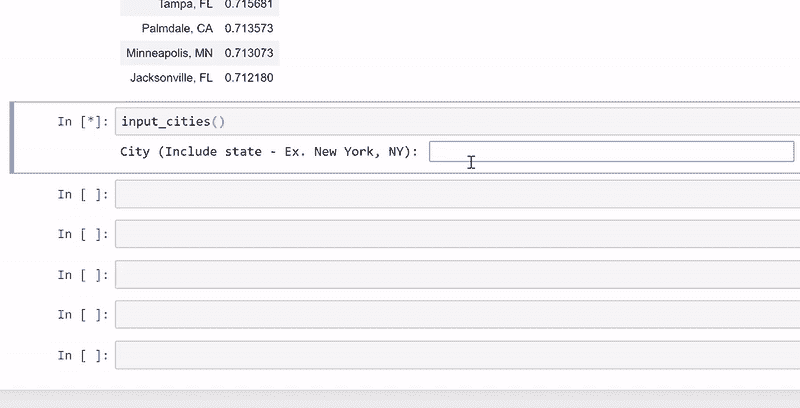 Tampa, FL 0.715681
Palmdale, CA 0.713573
Minneapolis, MN 0.713073
Jacksonville, FL 0.712180
In [*]: input_cities()
City (Include state - Ex. New York, NY):
In [ ]:
In [ ]:
In [ ]:
In [ ]:
In [ ]: